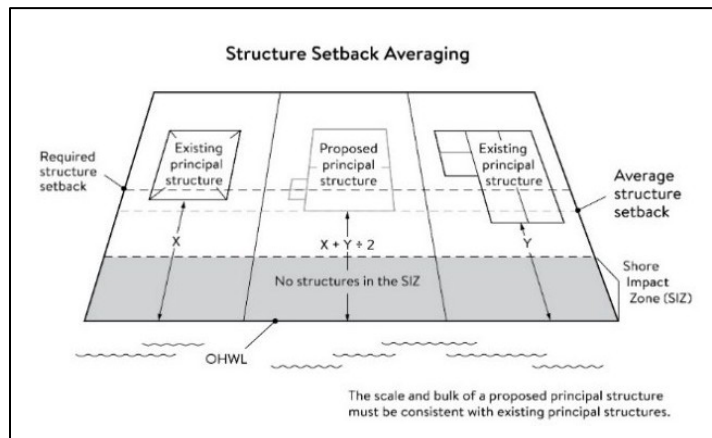 Structure Setback Averaging
Required
structure
setback
Existing
principal
structure
Proposed
principal
structure
Existing
principal
structure
Average
structure
setback
X
X + Y ÷ 2
Y
No structures in the SIZ
Shore
Impact
Zone (SIZ)
OHWL
The scale and bulk of a proposed principal structure
must be consistent with existing principal structures.